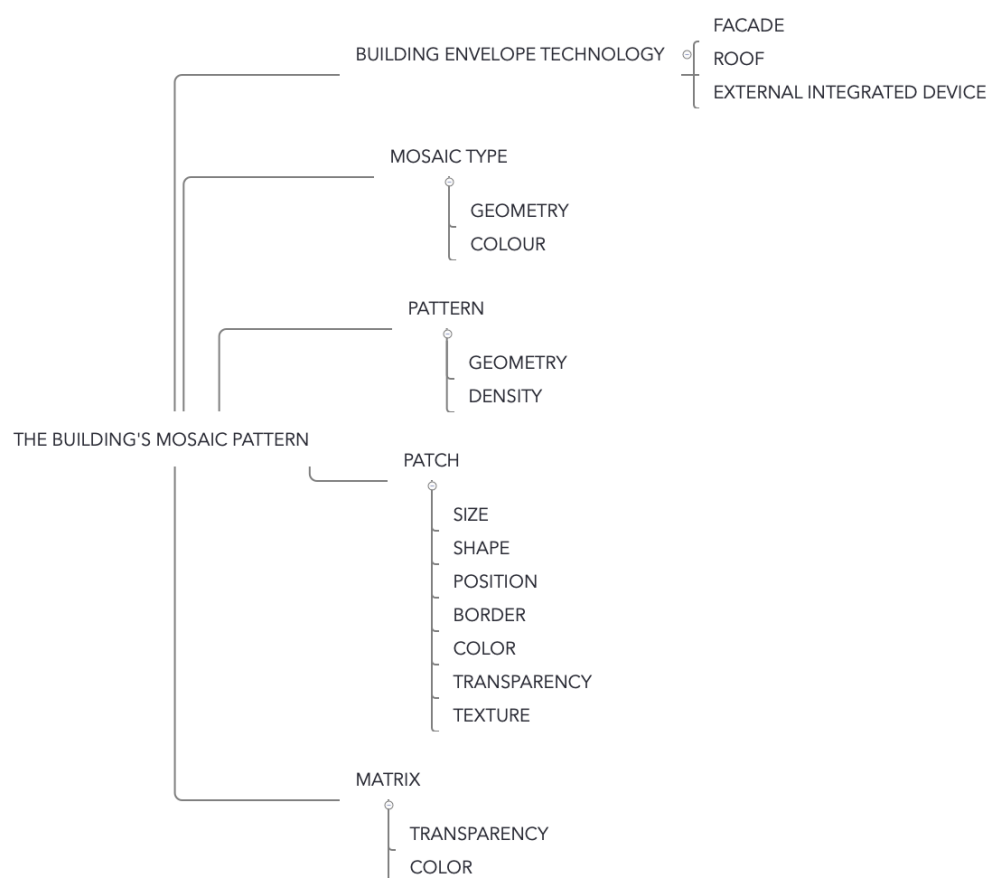 BUILDING ENVELOPE TECHNOLOGY
FACADE
ROOF
EXTERNAL INTEGRATED DEVICE
MOSAIC TYPE
GEOMETRY
COLOUR
PATTERN
GEOMETRY
DENSITY
THE BUILDING'S MOSAIC PATTERN
PATCH
SIZE
SHAPE
POSITION
BORDER
COLOR
TRANSPARENCY
TEXTURE
MATRIX
TRANSPARENCY
COLOR